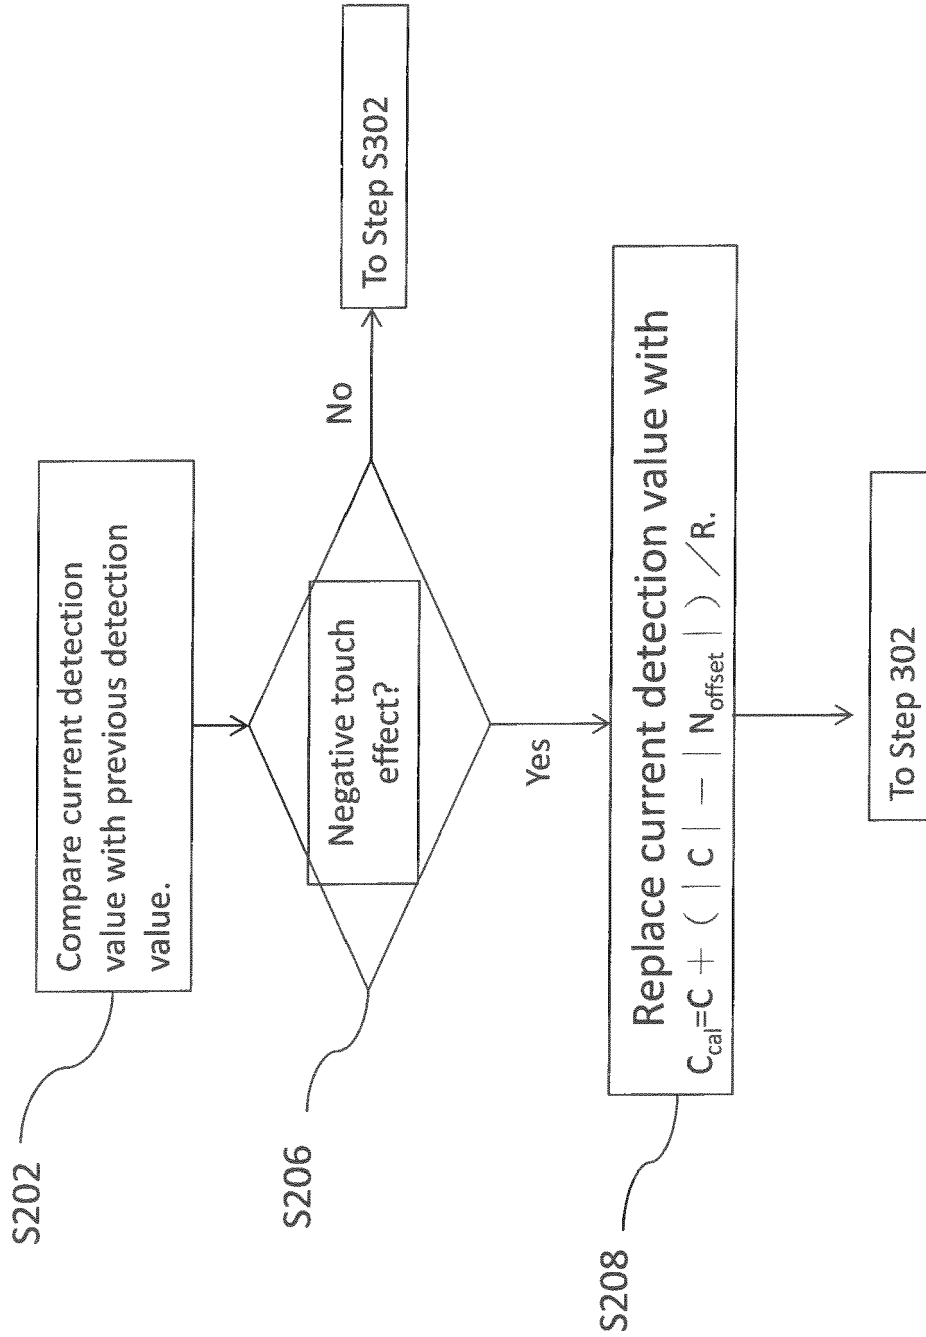 S202
Compare current detection
value with previous detection
value.
S206
Negative touch
effect?
No
To Step S302
Yes
S208
Replace current detection value with
C_cal=C + ( | C | − | N_offset | ) ／R.
To Step 302